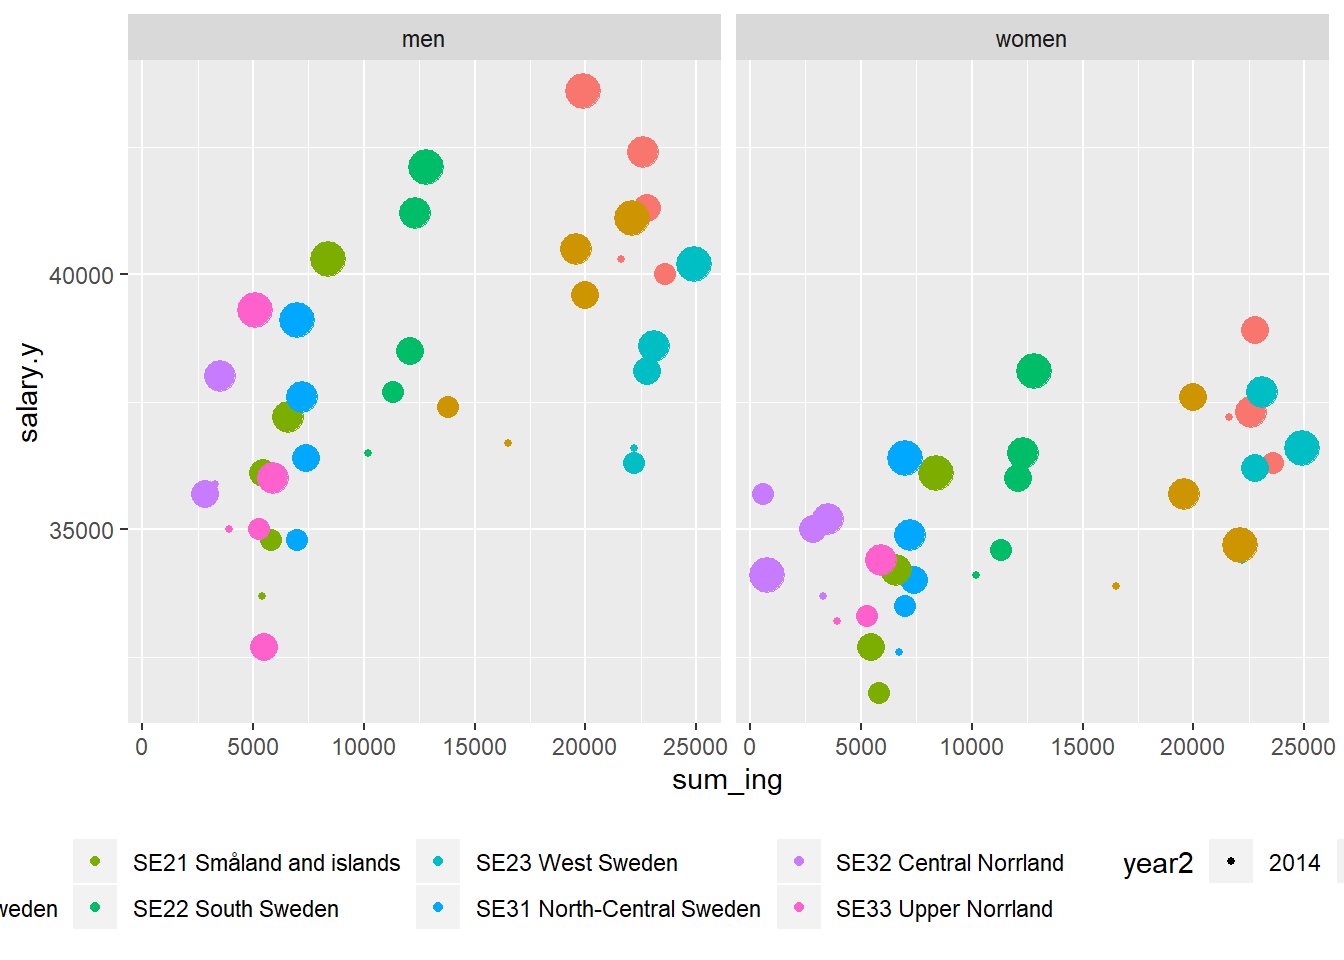 men women
40000
35000
salary.y
0 5000 10000 15000 20000 25000 0 5000 10000 15000 20000 25000
sum_ing
SE21 Småland and islands SE23 West Sweden SE32 Central Norrland year2 2014
weden SE22 South Sweden SE31 North-Central Sweden SE33 Upper Norrland